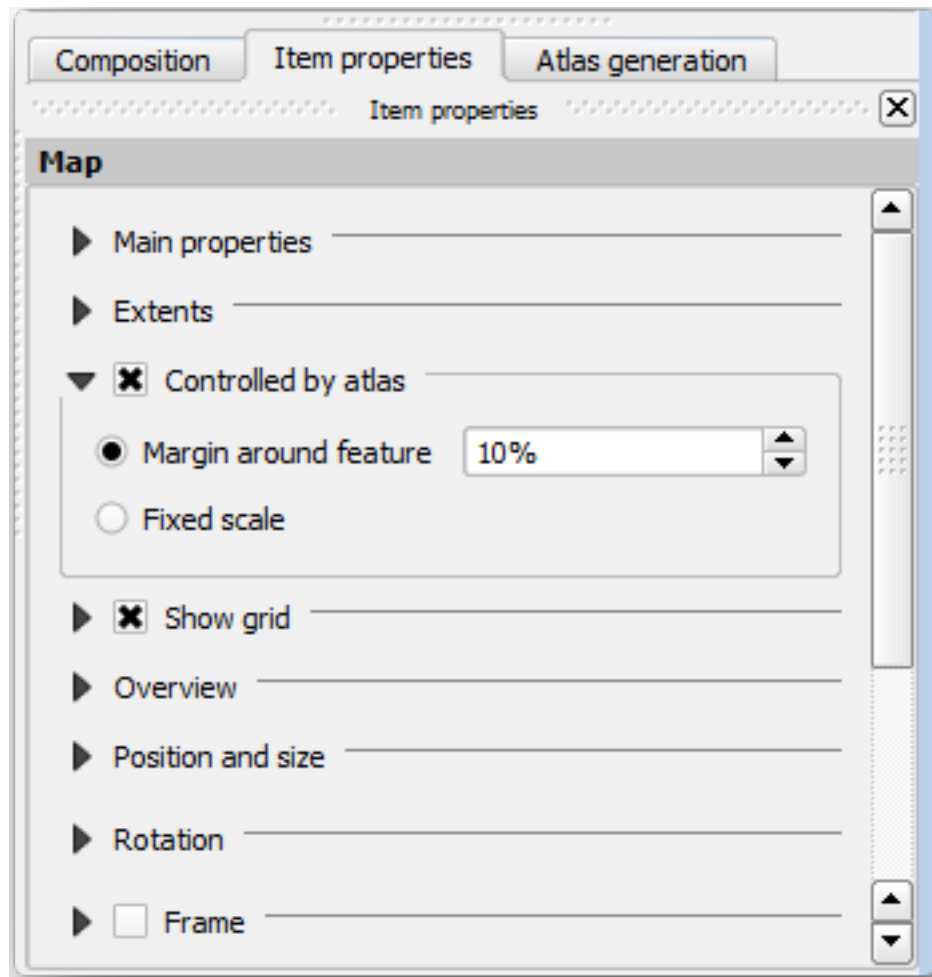 Composition Item properties Atlas generation
Item properties
Map
Main properties
Extents
Controlled by atlas
Margin around feature 10%
Fixed scale
Show grid
Overview
Position and size
Rotation
Frame